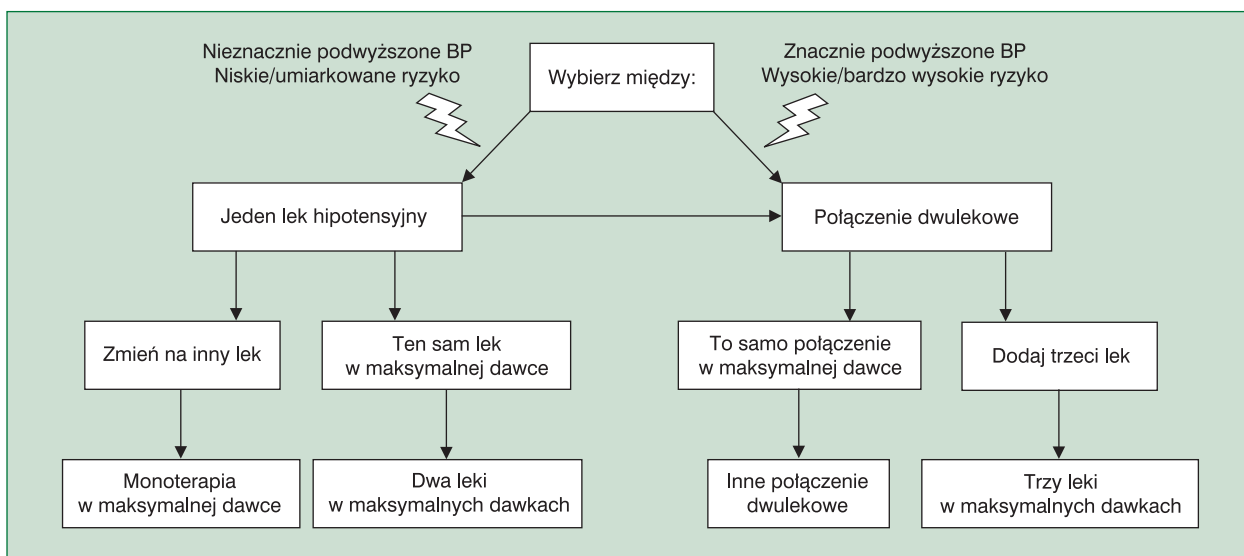 Nieznacznie podwyższone BP
Niskie/umiarkowane ryzyko
Wybierz między:
Znacznie podwyższone BP
Wysokie/bardzo wysokie ryzyko
Jeden lek hipotensyjny
Połączenie dwulekowe
Zmień na inny lek
Ten sam lek
w maksymalnej dawce
To samo połączenie
w maksymalnej dawce
Dodaj trzeci lek
Monoterapia
w maksymalnej dawce
Dwa leki
w maksymalnych dawkach
Inne połączenie
dwulekowe
Trzy leki
w maksymalnych dawkach